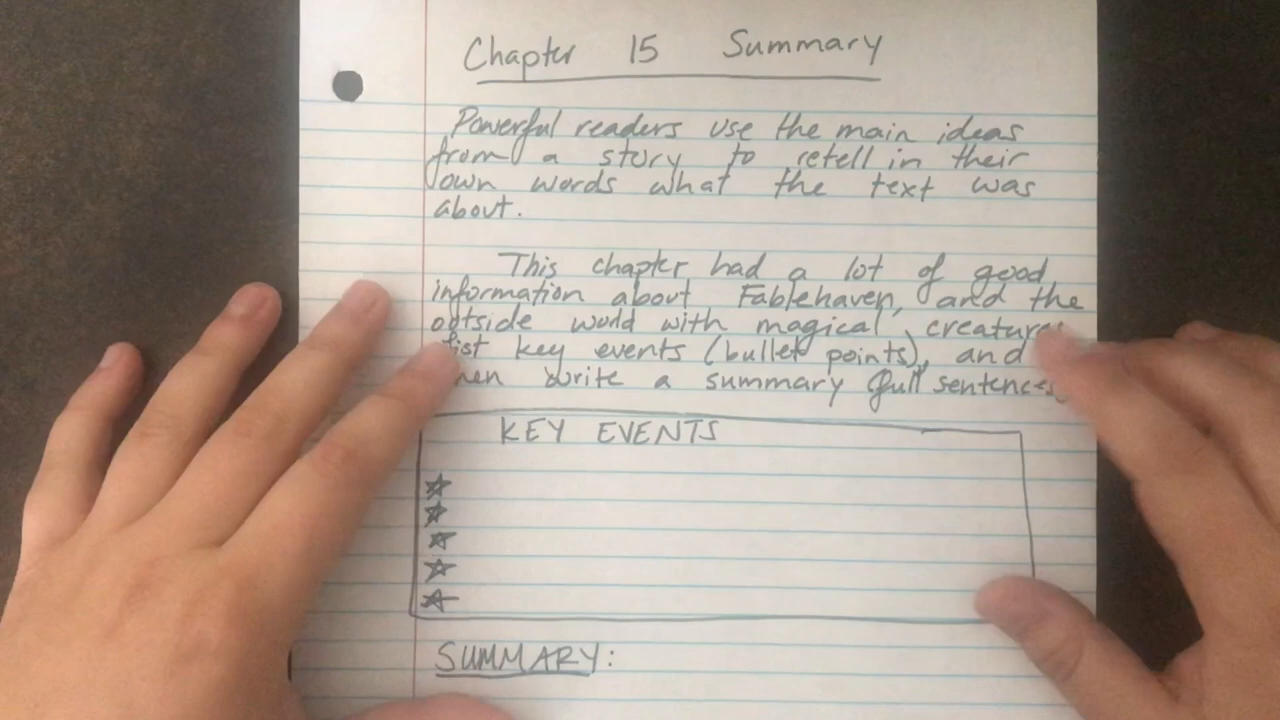 Chapter 15 Summary
Powerful readers use the main ideas
from a story to retell in their
own words what the text was
about.
This chapter had a lot of good
information about Fablehaven, and the
outside world with magical creatures
list key events (bullet points), and
then write a summary (full sentences
KEY EVENTS
SUMMARY: